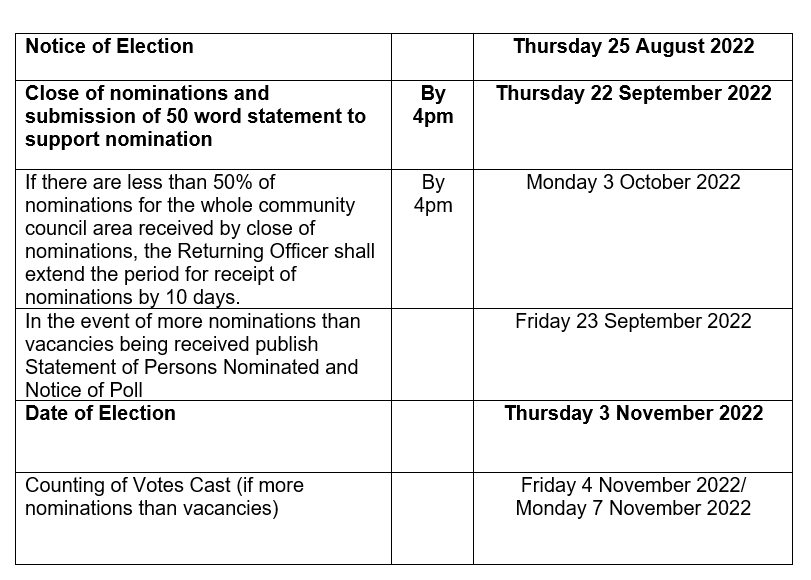 Notice of Election
Thursday 25 August 2022
Close of nominations and
submission of 50 word statement to
support nomination
By
4pm
Thursday 22 September 2022
If there are less than 50% of
nominations for the whole community
council area received by close of
nominations, the Returning Officer shall
extend the period for receipt of
nominations by 10 days.
By
4pm
Monday 3 October 2022
In the event of more nominations than
vacancies being received publish
Statement of Persons Nominated and
Notice of Poll
Friday 23 September 2022
Date of Election
Thursday 3 November 2022
Counting of Votes Cast (if more
nominations than vacancies)
Friday 4 November 2022/
Monday 7 November 2022